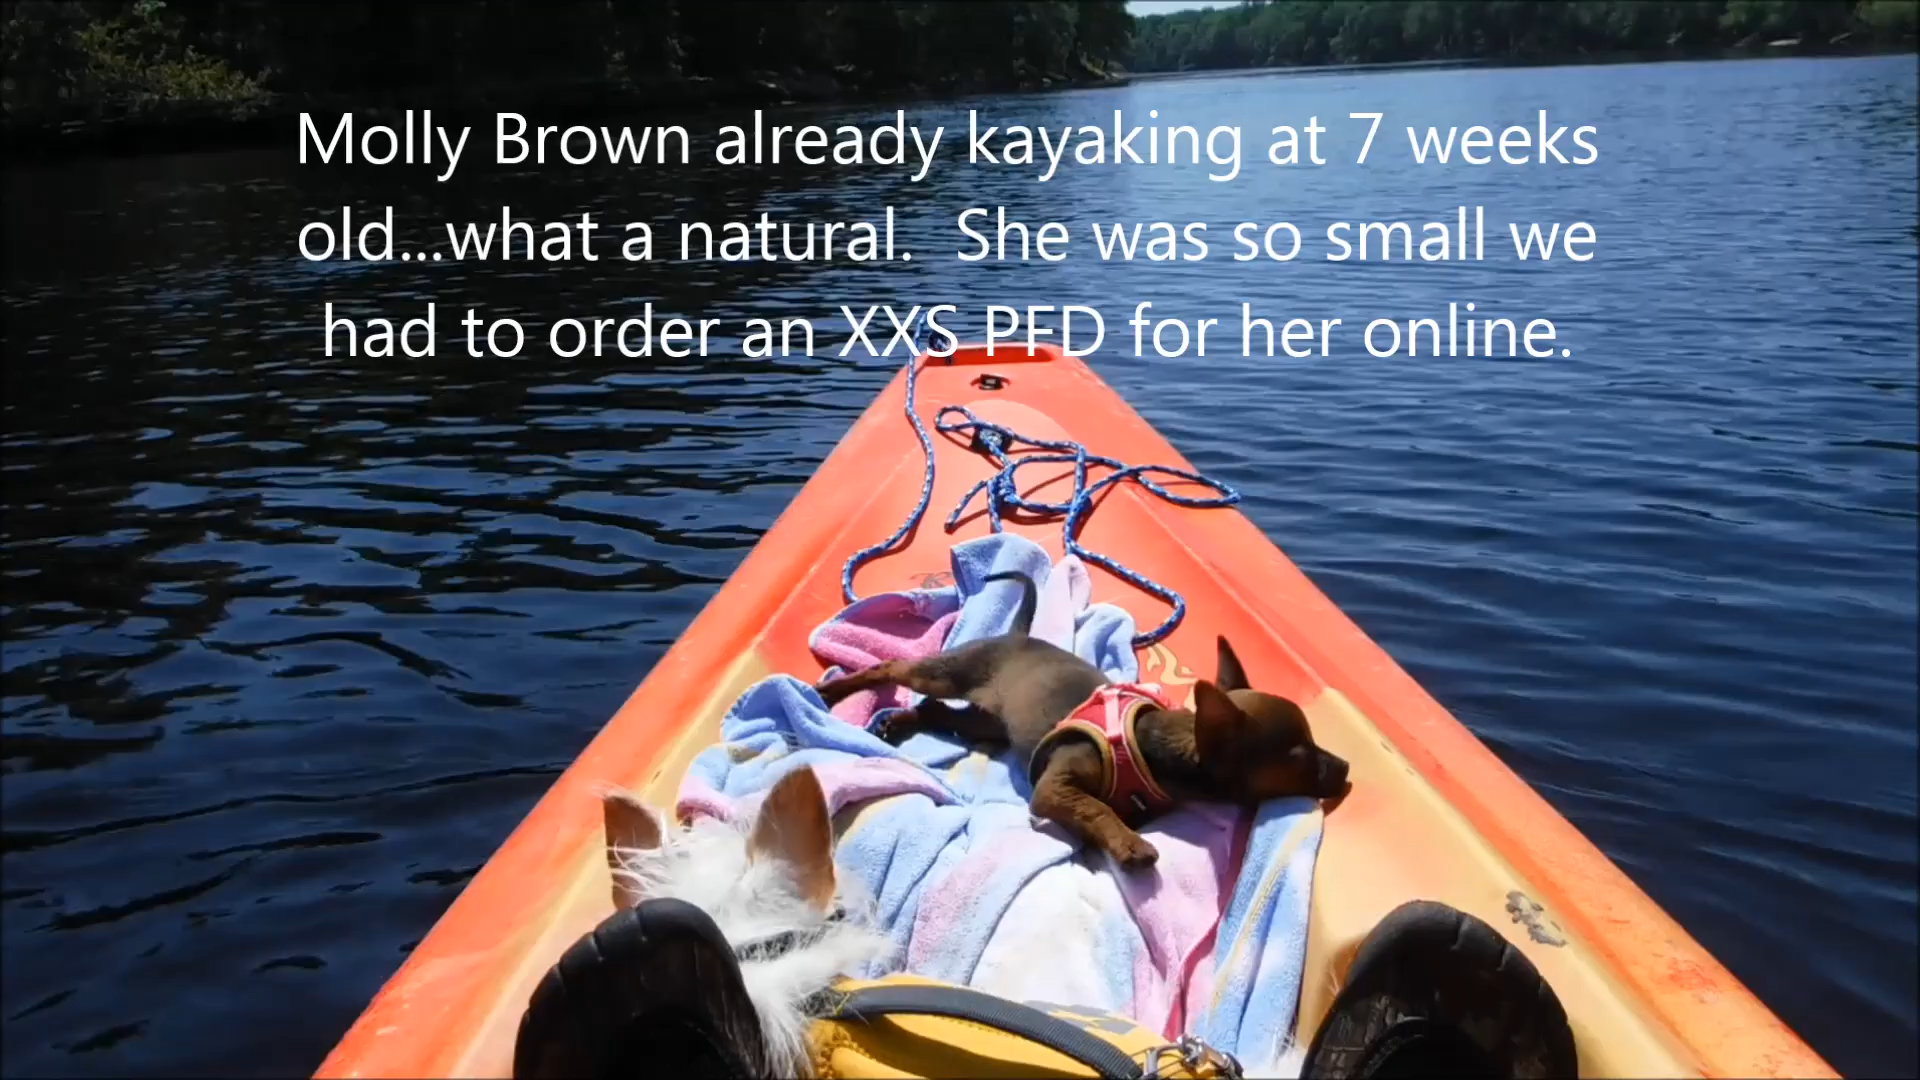 Molly Brown already kayaking at 7 weeks
old...what a natural.  She was so small we
had to order an XXS PFD for her online.